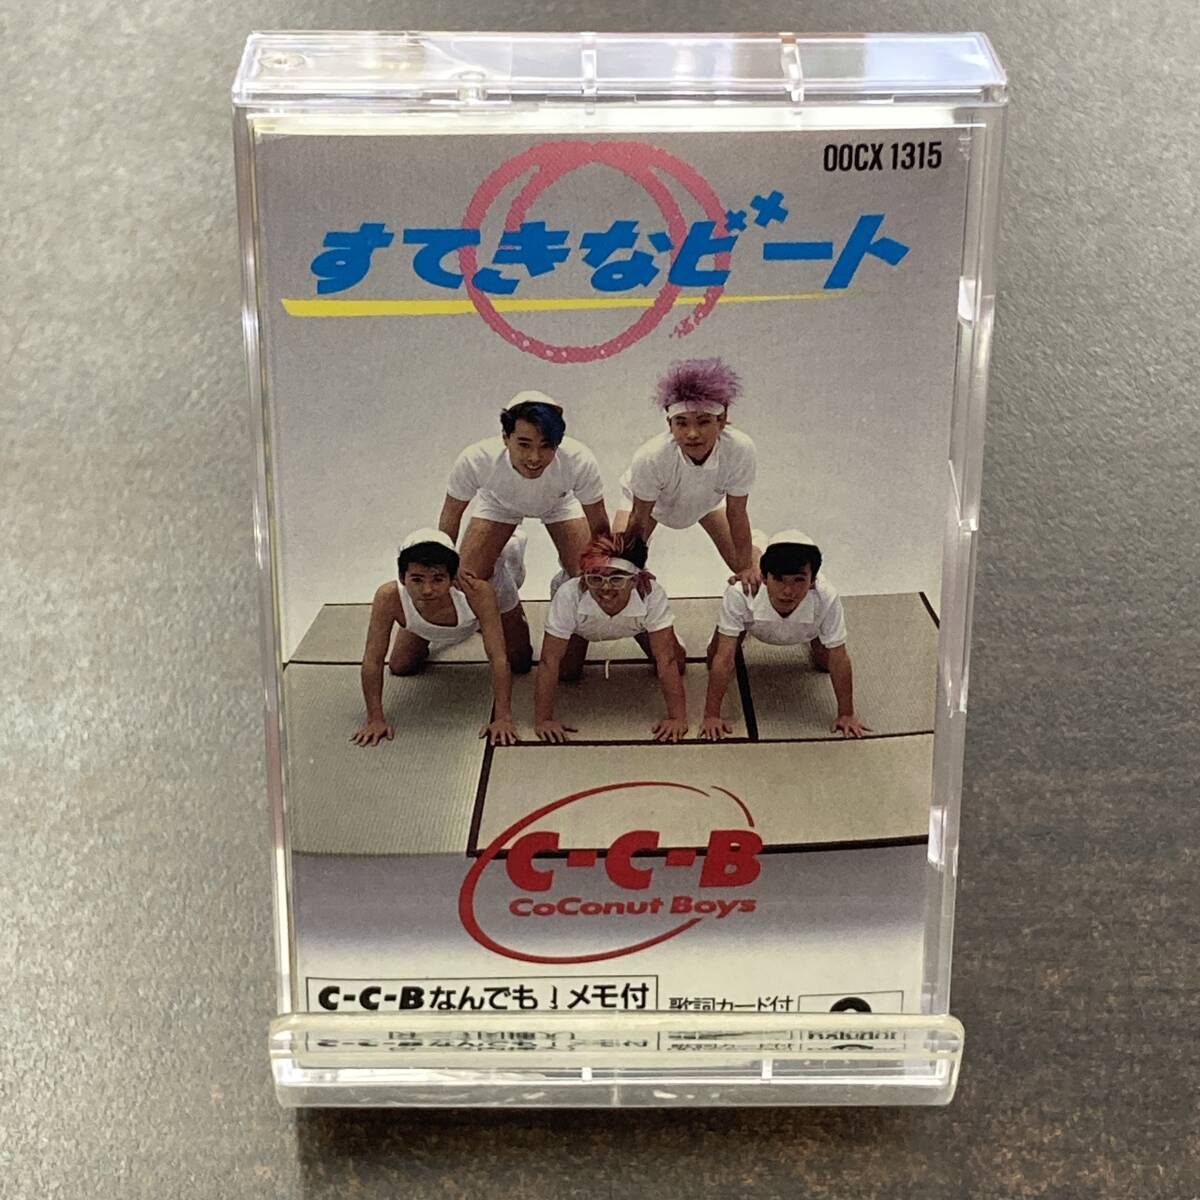 00CX 1315
すてきなビート
C-C-B
CoConut Boys
C-C-Bなんでも!メモ付
歌詞カード付